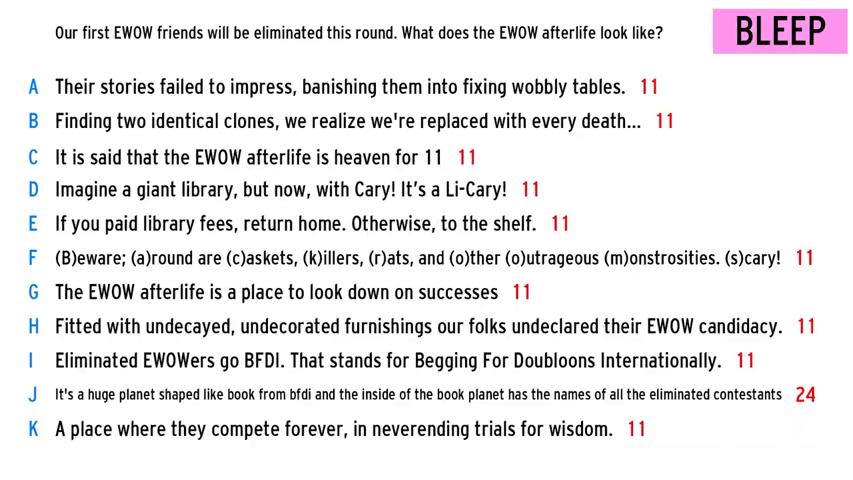 Our first EWOW friends will be eliminated this round. What does the EWOW afterlife look like?
BLEEP
A Their stories failed to impress, banishing them into fixing wobbly tables. 11
B Finding two identical clones, we realize we're replaced with every death... 11
C It is said that the EWOW afterlife is heaven for 11 11
D Imagine a giant library, but now, with Cary! It's a Li-Cary! 11
E If you paid library fees, return home. Otherwise, to the shelf. 11
F (B)eware; (a)round are (c)askets, (k)illers, (r)ats, and (o)ther (o)utrageous (m)onstrosities. (s)cary! 11
G The EWOW afterlife is a place to look down on successes 11
H Fitted with undecayed, undecorated furnishings our folks undeclared their EWOW candidacy. 11
I Eliminated EWOWers go BFDI. That stands for Begging For Doubloons Internationally. 11
J It's a huge planet shaped like book from bfdi and the inside of the book planet has the names of all the eliminated contestants 24
K A place where they compete forever, in neverending trials for wisdom. 11